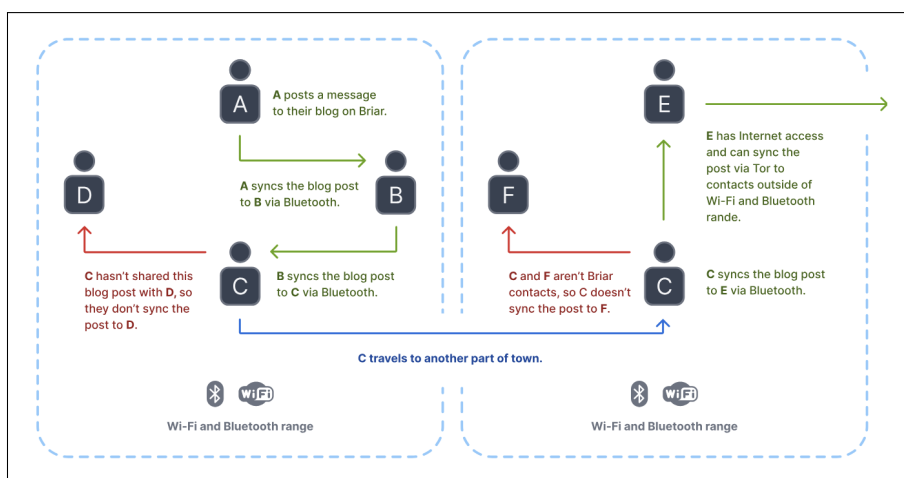 A
A posts a message
to their blog on Briar.
D
A syncs the blog post
to B via Bluetooth.
B
C hasn't shared this
blog post with D, so
they don't sync the
post to D.
C
B syncs the blog post
to C via Bluetooth.
E
E has Internet access
and can sync the
post via Tor to
contacts outside of
Wi-Fi and Bluetooth
rande.
F
C and F aren't Briar
contacts, so C doesn't
sync the post to F.
C
C syncs the blog post
to E via Bluetooth.
C travels to another part of town.
WiFi
Wi-Fi and Bluetooth range
WiFi
Wi-Fi and Bluetooth range